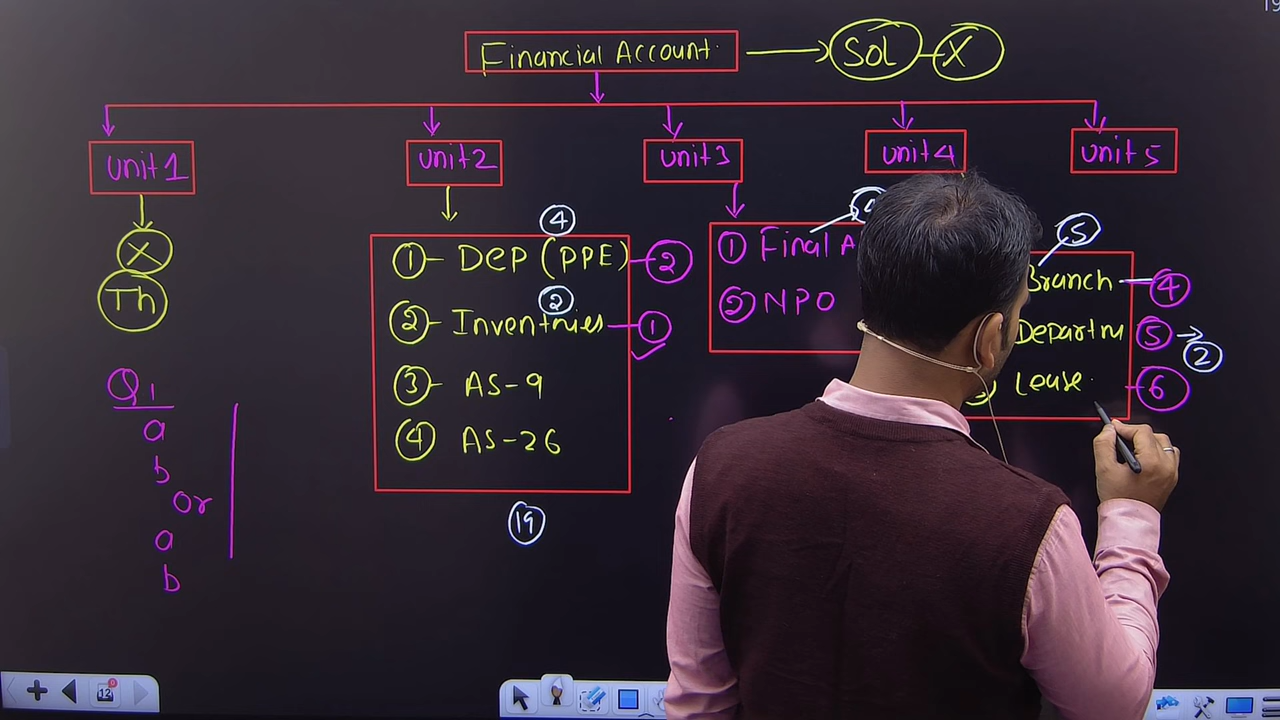 19
Financial Account. → SOL - X
unit 1
unit 2
unit 3
unit 4
unit 5
X
Th
Q1
a
b
or
a
b
4
① - Dep (PPE) - ②
2
② - Inventries - ①
③ - AS-9
④ - AS-26
19
① Final A
② NPO
5
Branch - ④
Departm ⑤ → ②
Lease. - ⑥
12